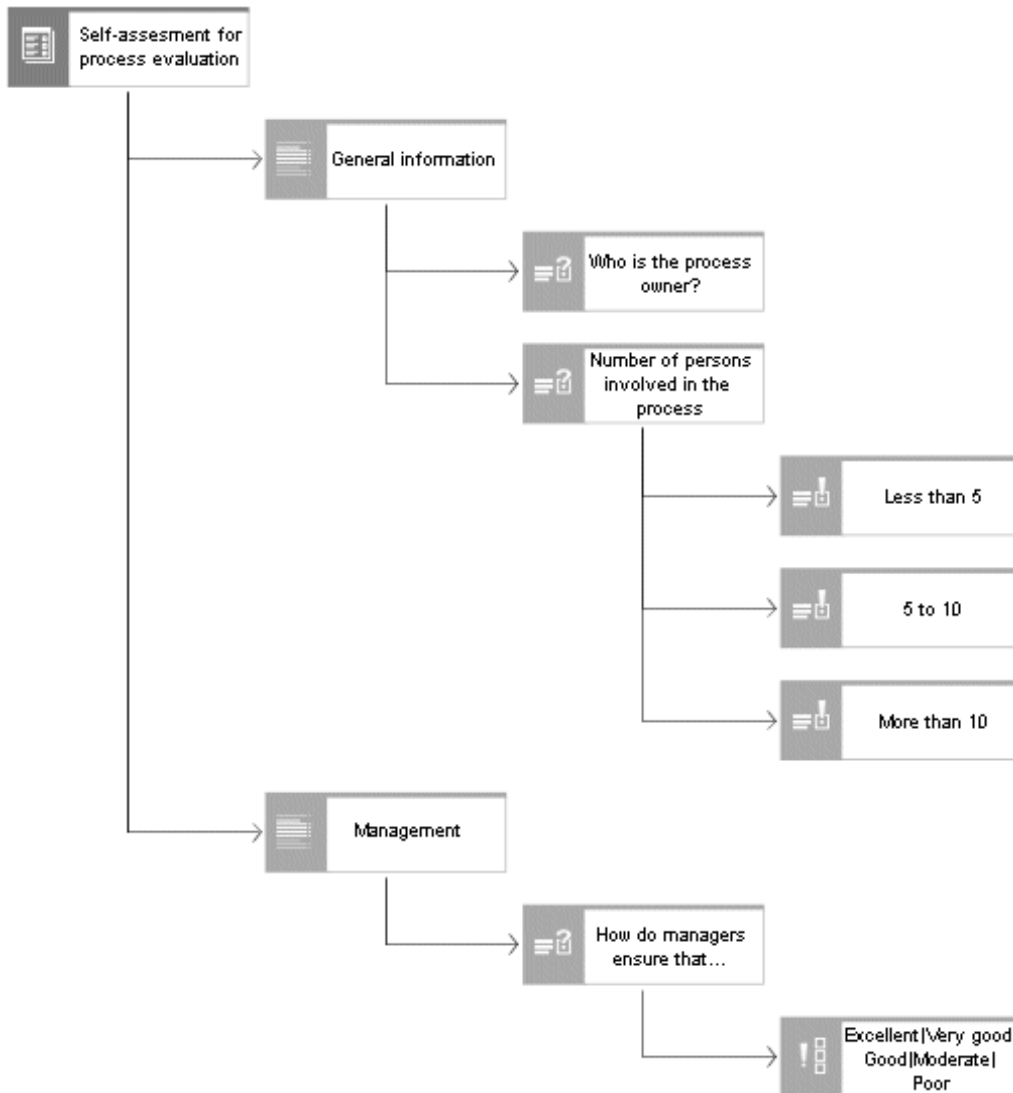 Self-assesment for
process evaluation
General information
Who is the process
owner?
Number of persons
involved in the
process
Less than 5
5 to 10
More than 10
Management
How do managers
ensure that...
Excellent|Very good
Good|Moderate|
Poor